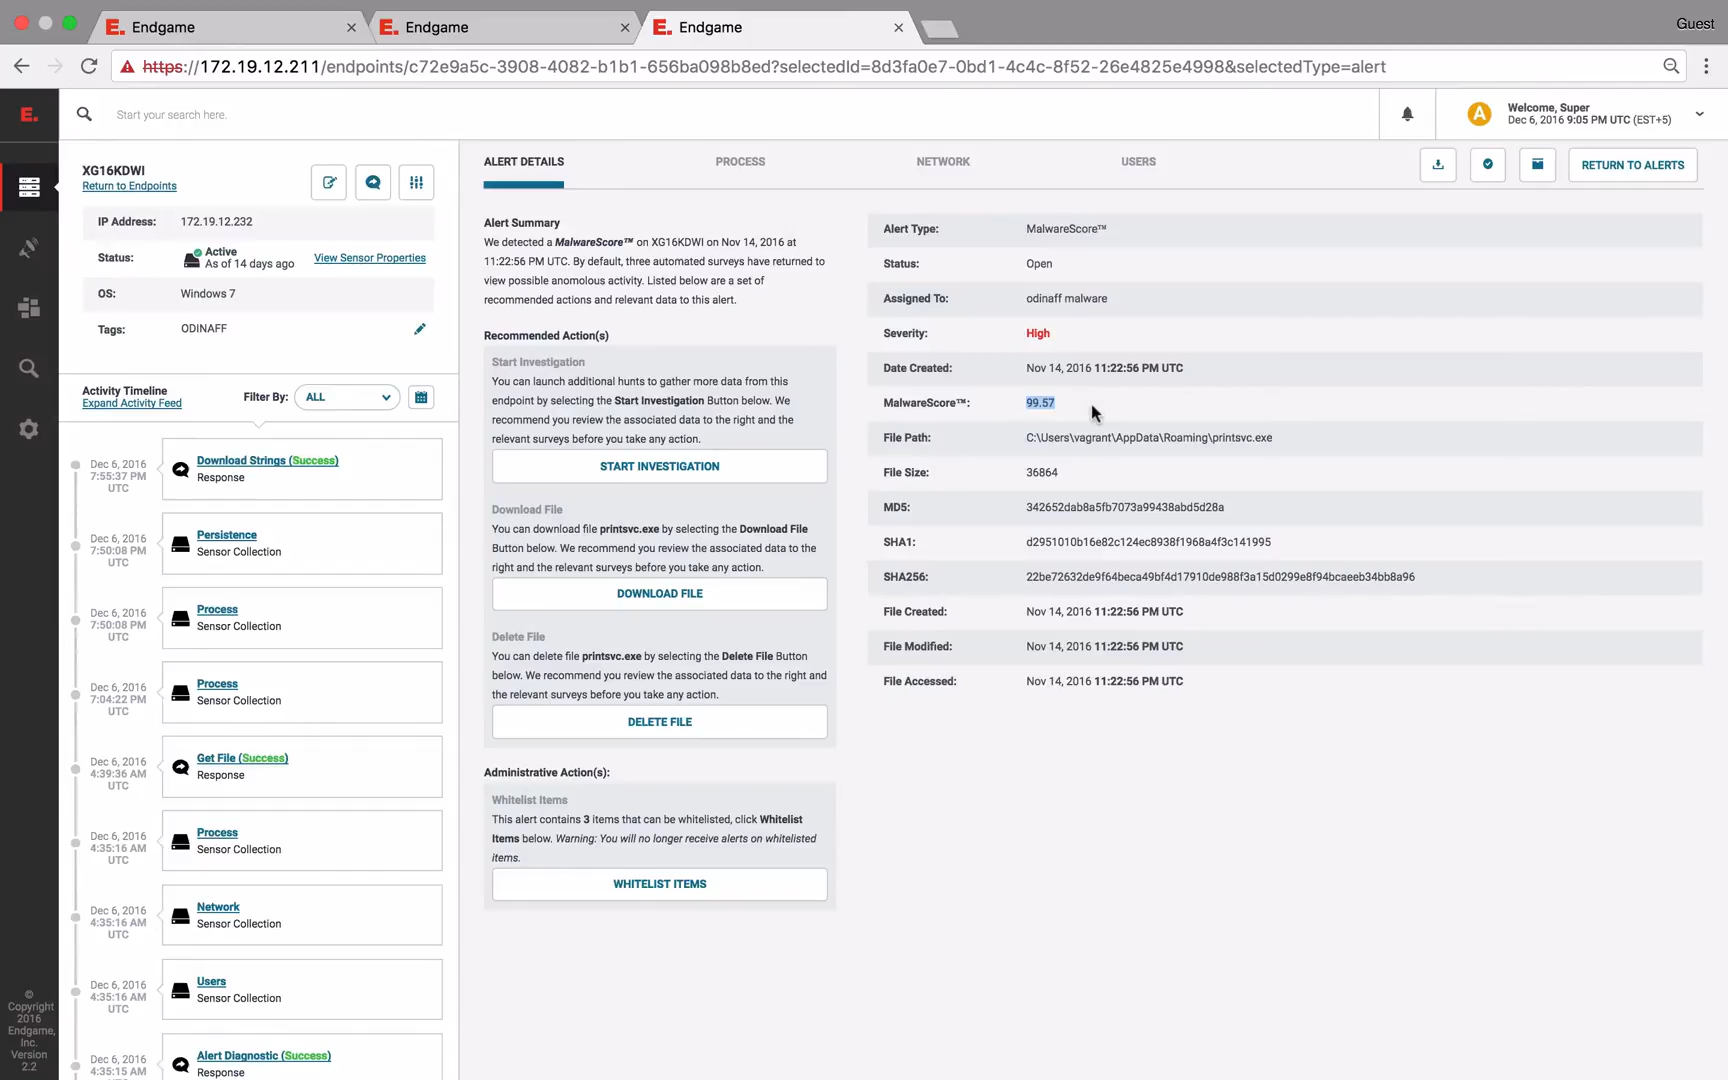 E. Endgame
E. Endgame
E. Endgame
Guest
https://172.19.12.211/endpoints/c72e9a5c-3908-4082-b1b1-656ba098b8ed?selectedId=8d3fa0e7-0bd1-4c4c-8f52-26e4825e4998&selectedType=alert
E.
Start your search here.
A
Welcome, Super
Dec 6, 2016 9:05 PM UTC (EST+5)
XG16KDWI
Return to Endpoints
IP Address: 172.19.12.232
Status: Active
As of 14 days ago
View Sensor Properties
OS: Windows 7
Tags: ODINAFF
Activity Timeline
Expand Activity Feed
Filter By: ALL
Dec 6, 2016
7:55:37 PM
UTC
Download Strings (Success)
Response
Dec 6, 2016
7:50:08 PM
UTC
Persistence
Sensor Collection
Dec 6, 2016
7:50:08 PM
UTC
Process
Sensor Collection
Dec 6, 2016
7:04:22 PM
UTC
Process
Sensor Collection
Dec 6, 2016
4:39:36 AM
UTC
Get File (Success)
Response
Dec 6, 2016
4:35:16 AM
UTC
Process
Sensor Collection
Dec 6, 2016
4:35:16 AM
UTC
Network
Sensor Collection
Dec 6, 2016
4:35:16 AM
UTC
Users
Sensor Collection
Dec 6, 2016
4:35:15 AM
Alert Diagnostic (Success)
Response
©
Copyright
2016
Endgame,
Inc.
Version
2.2
ALERT DETAILS
PROCESS
NETWORK
USERS
RETURN TO ALERTS
Alert Summary
We detected a MalwareScore™ on XG16KDWI on Nov 14, 2016 at
11:22:56 PM UTC. By default, three automated surveys have returned to
view possible anomolous activity. Listed below are a set of
recommended actions and relevant data to this alert.
Recommended Action(s)
Start Investigation
You can launch additional hunts to gather more data from this
endpoint by selecting the Start Investigation Button below. We
recommend you review the associated data to the right and the
relevant surveys before you take any action.
START INVESTIGATION
Download File
You can download file printsvc.exe by selecting the Download File
Button below. We recommend you review the associated data to the
right and the relevant surveys before you take any action.
DOWNLOAD FILE
Delete File
You can delete file printsvc.exe by selecting the Delete File Button
below. We recommend you review the associated data to the right and
the relevant surveys before you take any action.
DELETE FILE
Administrative Action(s):
Whitelist Items
This alert contains 3 items that can be whitelisted, click Whitelist
Items below. Warning: You will no longer receive alerts on whitelisted
items.
WHITELIST ITEMS
Alert Type: MalwareScore™
Status: Open
Assigned To: odinaff malware
Severity: High
Date Created: Nov 14, 2016 11:22:56 PM UTC
MalwareScore™: 99.57
File Path: C:\Users\vagrant\AppData\Roaming\printsvc.exe
File Size: 36864
MD5: 342652dab8a5fb7073a99438abd5d28a
SHA1: d2951010b16e82c124ec8938f1968a4f3c141995
SHA256: 22be72632de9f64beca49bf4d17910de988f3a15d0299e8f94bcaeeb34bb8a96
File Created: Nov 14, 2016 11:22:56 PM UTC
File Modified: Nov 14, 2016 11:22:56 PM UTC
File Accessed: Nov 14, 2016 11:22:56 PM UTC